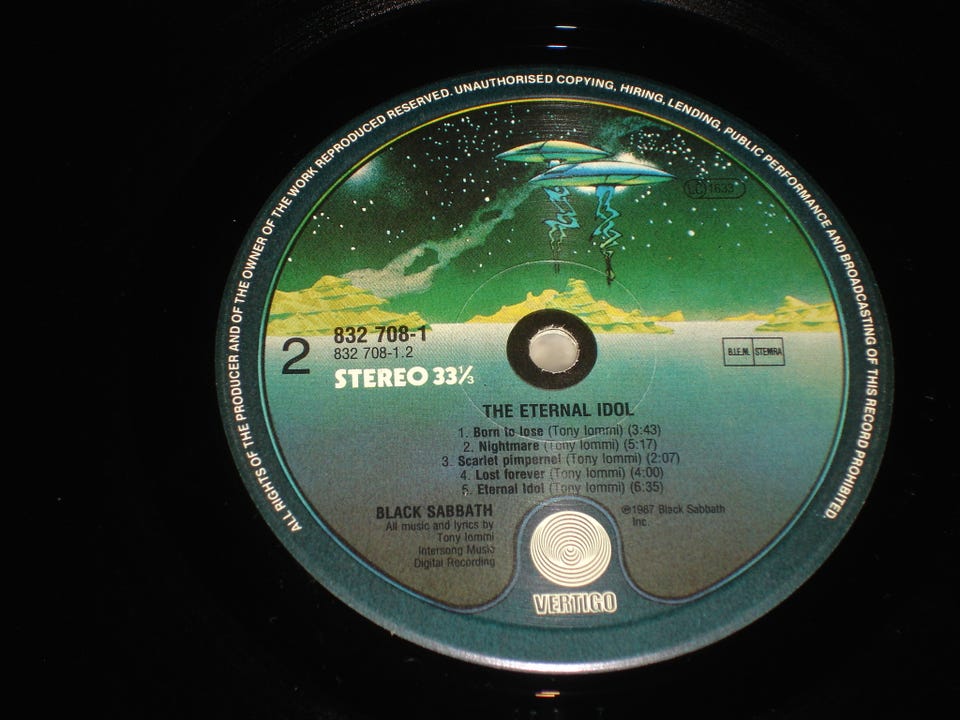 ALL RIGHTS OF THE PRODUCER AND OF THE OWNER OF THE WORK REPRODUCED RESERVED. UNAUTHORISED COPYING, HIRING, LENDING, PUBLIC PERFORMANCE AND BROADCASTING OF THIS RECORD PROHIBITED.
LC 1633
2
832 708-1
832 708-1.2
STEREO 33⅓
B.I.E.M. STEMRA
THE ETERNAL IDOL
1. Born to lose (Tony Iommi) (3:43)
2. Nightmare (Tony Iommi) (5:17)
3. Scarlet pimpernel (Tony Iommi) (2:07)
4. Lost forever (Tony Iommi) (4:00)
5. Eternal Idol (Tony Iommi) (6:35)
BLACK SABBATH
All music and lyrics by
Tony Iommi
Intersong Music
Digital Recording
℗1987 Black Sabbath
Inc.
VERTIGO